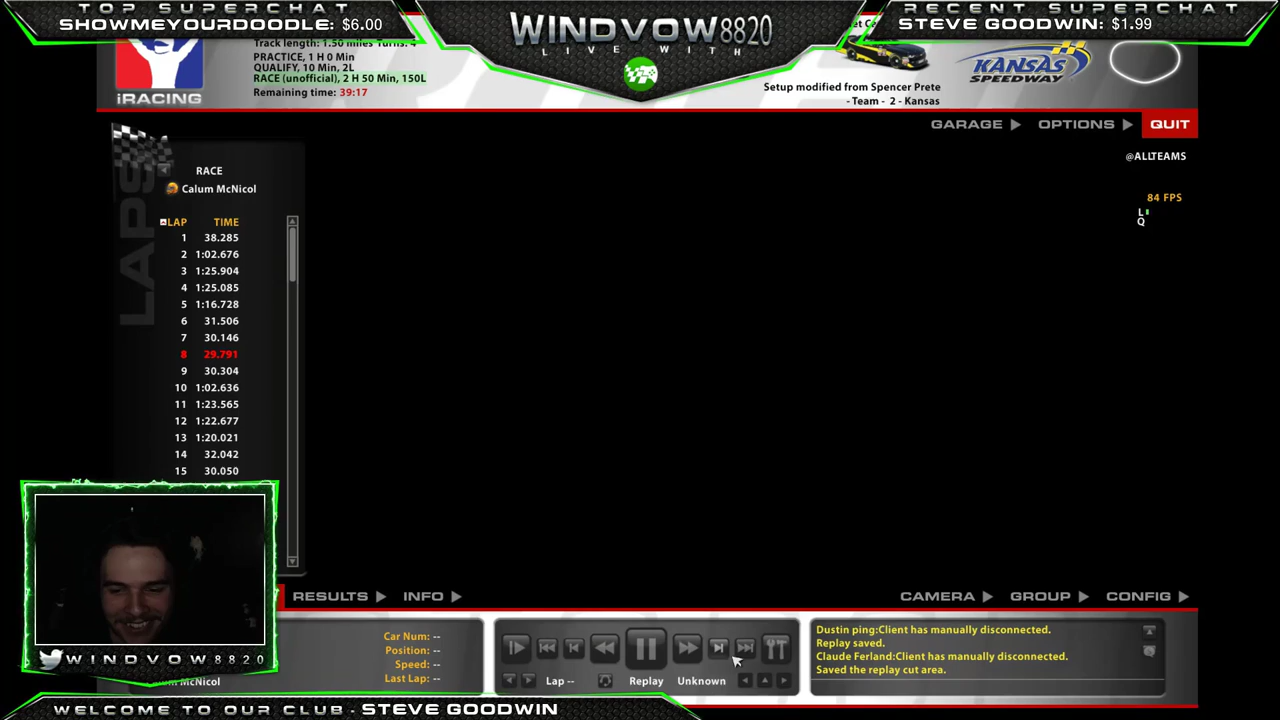 TOP SUPERCHAT
SHOWMEYOURDOODLE: $6.00
WINDVOW8820
LIVE WITH
RECENT SUPERCHAT
STEVE GOODWIN: $1.99
iRACING
Track length: 1.50 miles Turns: 4
PRACTICE, 1 H 0 Min
QUALIFY, 10 Min, 2L
RACE (unofficial), 2 H 50 Min, 150L
Remaining time: 39:17
KANSAS
SPEEDWAY
Setup modified from Spencer Prete
- Team - 2 - Kansas
GARAGE
OPTIONS
QUIT
@ALLTEAMS
84 FPS
L
Q
LAPS
RACE
Calum McNicol
LAP TIME
1 38.285
2 1:02.676
3 1:25.904
4 1:25.085
5 1:16.728
6 31.506
7 30.146
8 29.791
9 30.304
10 1:02.636
11 1:23.565
12 1:22.677
13 1:20.021
14 32.042
15 30.050
RESULTS
INFO
CAMERA
GROUP
CONFIG
Car Num: --
Position: --
Speed: --
Last Lap: --
McNicol
Lap --
Replay
Unknown
Dustin ping:Client has manually disconnected.
Replay saved.
Claude Ferland:Client has manually disconnected.
Saved the replay cut area.
WINDVOW8820
WELCOME TO OUR CLUB - STEVE GOODWIN